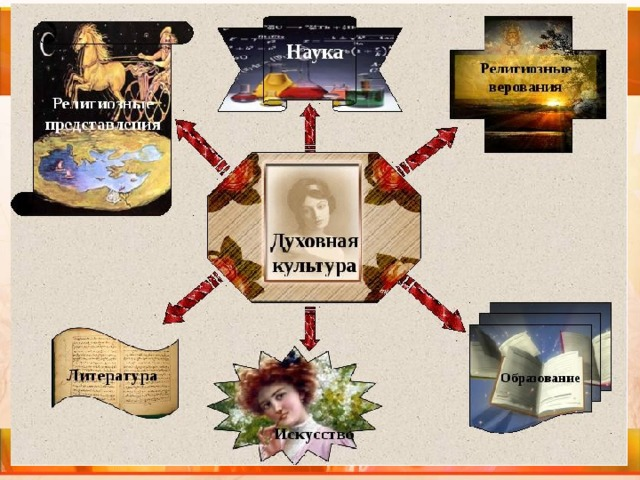 Наука
Религиозные
верования
Религиозные
представления
Духовная
культура
Литература
Образование
Искусство